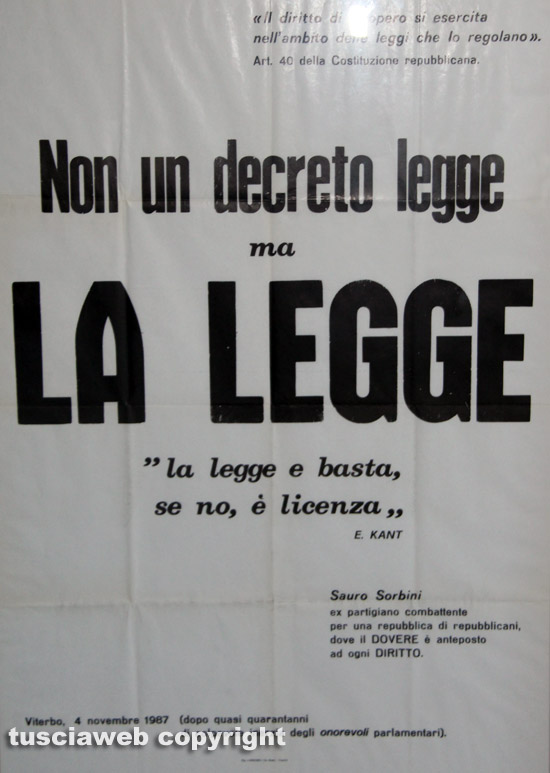 «Il diritto di sciopero si esercita
nell'ambito delle leggi che lo regolano».
Art. 40 della Costituzione repubblicana.
Non un decreto legge
ma
LA LEGGE
”la legge e basta,
se no, è licenza„
E. KANT
Sauro Sorbini
ex partigiano combattente
per una repubblica di repubblicani,
dove il DOVERE è anteposto
ad ogni DIRITTO.
Viterbo, 4 novembre 1987 (dopo quasi quarantanni
degli onorevoli parlamentari).
tusciaweb copyright